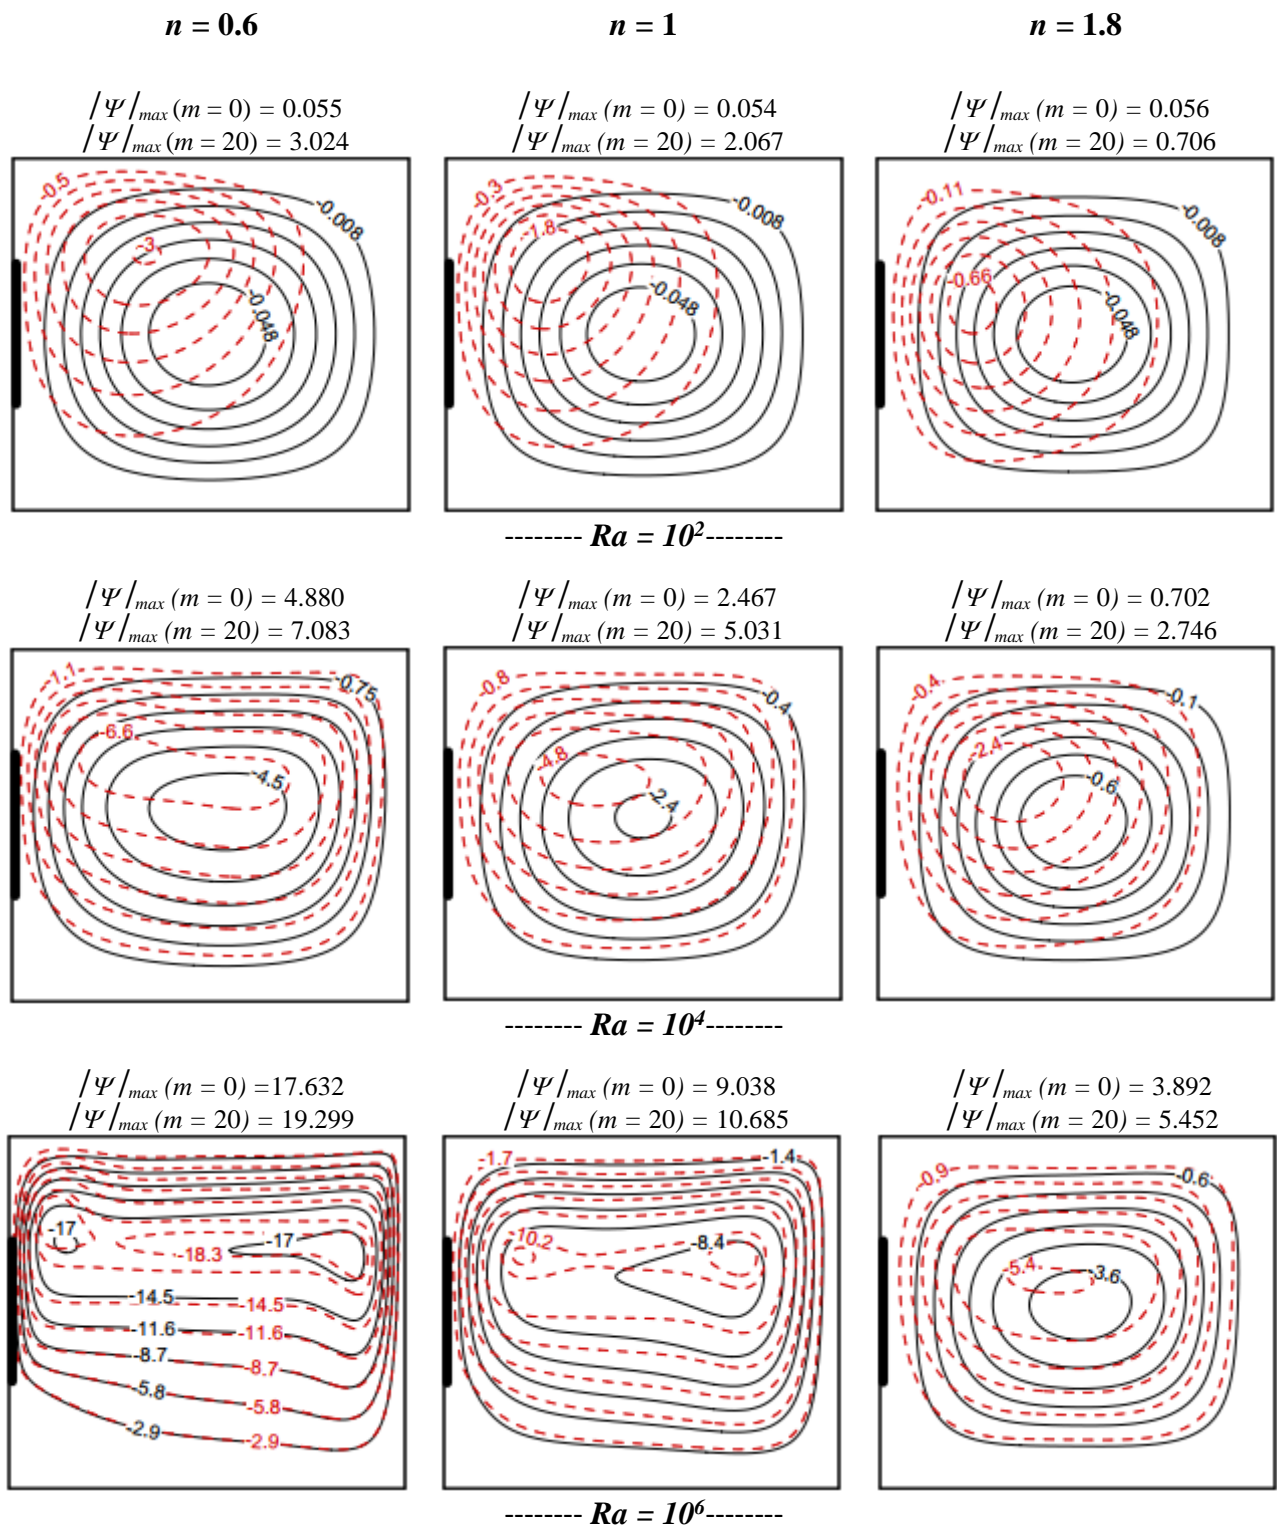 n = 0.6 n = 1 n = 1.8
|Ψ|max (m = 0) = 0.055 |Ψ|max (m = 0) = 0.054 |Ψ|max (m = 0) = 0.056
|Ψ|max (m = 20) = 3.024 |Ψ|max (m = 20) = 2.067 |Ψ|max (m = 20) = 0.706
-0.5 -0.008 -3 -0.048
-0.3 -0.008 -1.8 -0.048
-0.11 -0.008 -0.66 -0.048
-------- Ra = 10² --------
|Ψ|max (m = 0) = 4.880 |Ψ|max (m = 0) = 2.467 |Ψ|max (m = 0) = 0.702
|Ψ|max (m = 20) = 7.083 |Ψ|max (m = 20) = 5.031 |Ψ|max (m = 20) = 2.746
-1.1 -0.75 -6.6 -4.5
-0.8 -0.4 -4.8 -2.4
-0.4 -0.1 -2.4 -0.6
-------- Ra = 10⁴ --------
|Ψ|max (m = 0) =17.632 |Ψ|max (m = 0) = 9.038 |Ψ|max (m = 0) = 3.892
|Ψ|max (m = 20) = 19.299 |Ψ|max (m = 20) = 10.685 |Ψ|max (m = 20) = 5.452
-17 -17
-18.3
-14.5 -14.5
-11.6 -11.6
-8.7 -8.7
-5.8 -5.8
-2.9 -2.9
-1.7 -1.4
-10.2 -8.4
-0.9 -0.6
-5.4 -3.6
-------- Ra = 10⁶ --------